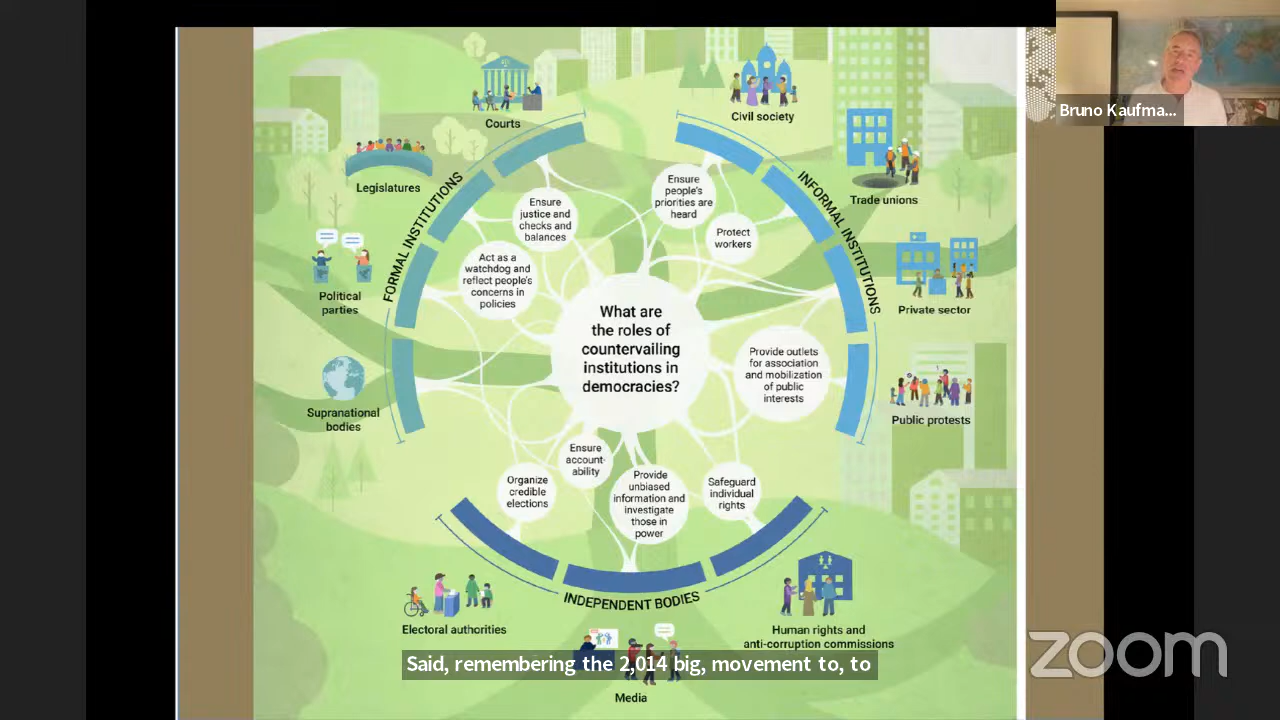 Bruno Kaufma...
Courts
Civil society
Legislatures
Trade unions
FORMAL INSTITUTIONS
INFORMAL INSTITUTIONS
Ensure
justice and
checks and
balances
Ensure
people's
priorities are
heard
Protect
workers
Act as a
watchdog and
reflect people's
concerns in
policies
Political
parties
Private sector
What are
the roles of
countervailing
institutions in
democracies?
Provide outlets
for association
and mobilization
of public
interests
Supranational
bodies
Public protests
Ensure
account-
ability
Organize
credible
elections
Provide
unbiased
information and
investigate
those in
power
Safeguard
individual
rights
INDEPENDENT BODIES
Electoral authorities
Human rights and
anti-corruption commissions
Said, remembering the 2,014 big, movement to, to
Media
zoom